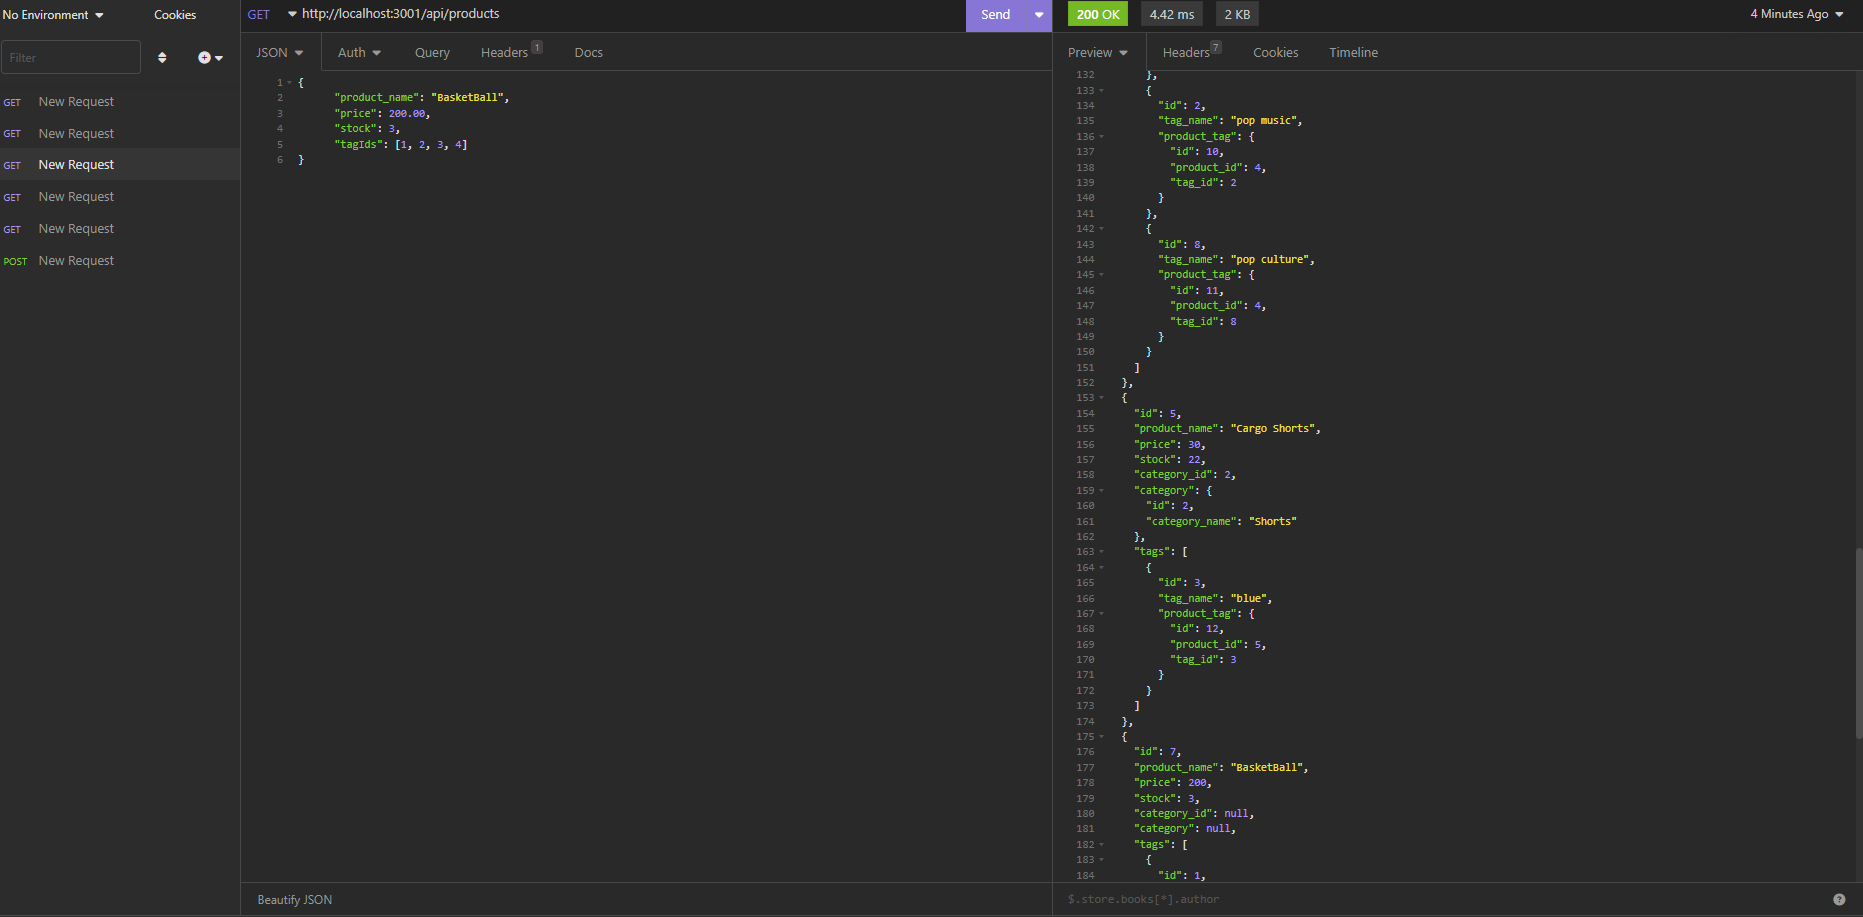 No Environment
Cookies
GET http://localhost:3001/api/products
Send
200 OK
4.42 ms
2 KB
4 Minutes Ago
Filter
JSON
Auth
Query
Headers 1
Docs
Preview
Headers 7
Cookies
Timeline
GET New Request
GET New Request
GET New Request
GET New Request
GET New Request
POST New Request
1 {
2 "product_name": "BasketBall",
3 "price": 200.00,
4 "stock": 3,
5 "tagIds": [1, 2, 3, 4]
6 }
Beautify JSON
132 },
133 {
134 "id": 2,
135 "tag_name": "pop music",
136 "product_tag": {
137 "id": 10,
138 "product_id": 4,
139 "tag_id": 2
140 }
141 },
142 {
143 "id": 8,
144 "tag_name": "pop culture",
145 "product_tag": {
146 "id": 11,
147 "product_id": 4,
148 "tag_id": 8
149 }
150 }
151 ]
152 },
153 {
154 "id": 5,
155 "product_name": "Cargo Shorts",
156 "price": 30,
157 "stock": 22,
158 "category_id": 2,
159 "category": {
160 "id": 2,
161 "category_name": "Shorts"
162 },
163 "tags": [
164 {
165 "id": 3,
166 "tag_name": "blue",
167 "product_tag": {
168 "id": 12,
169 "product_id": 5,
170 "tag_id": 3
171 }
172 }
173 ]
174 },
175 {
176 "id": 7,
177 "product_name": "BasketBall",
178 "price": 200,
179 "stock": 3,
180 "category_id": null,
181 "category": null,
182 "tags": [
183 {
184 "id": 1,
$.store.books[*].author
?